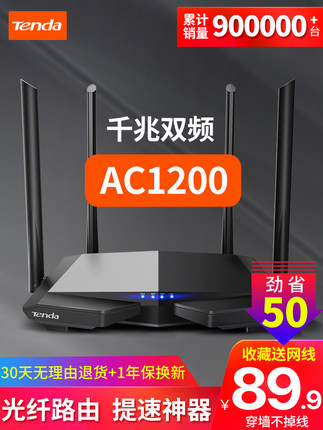 Tenda
累计
销量
900000+
台
千兆双频
AC1200
Tenda
劲省
50
30天无理由退货+1年保换新
收藏送网线
光纤路由 提速神器
¥89.9
穿墙不掉线